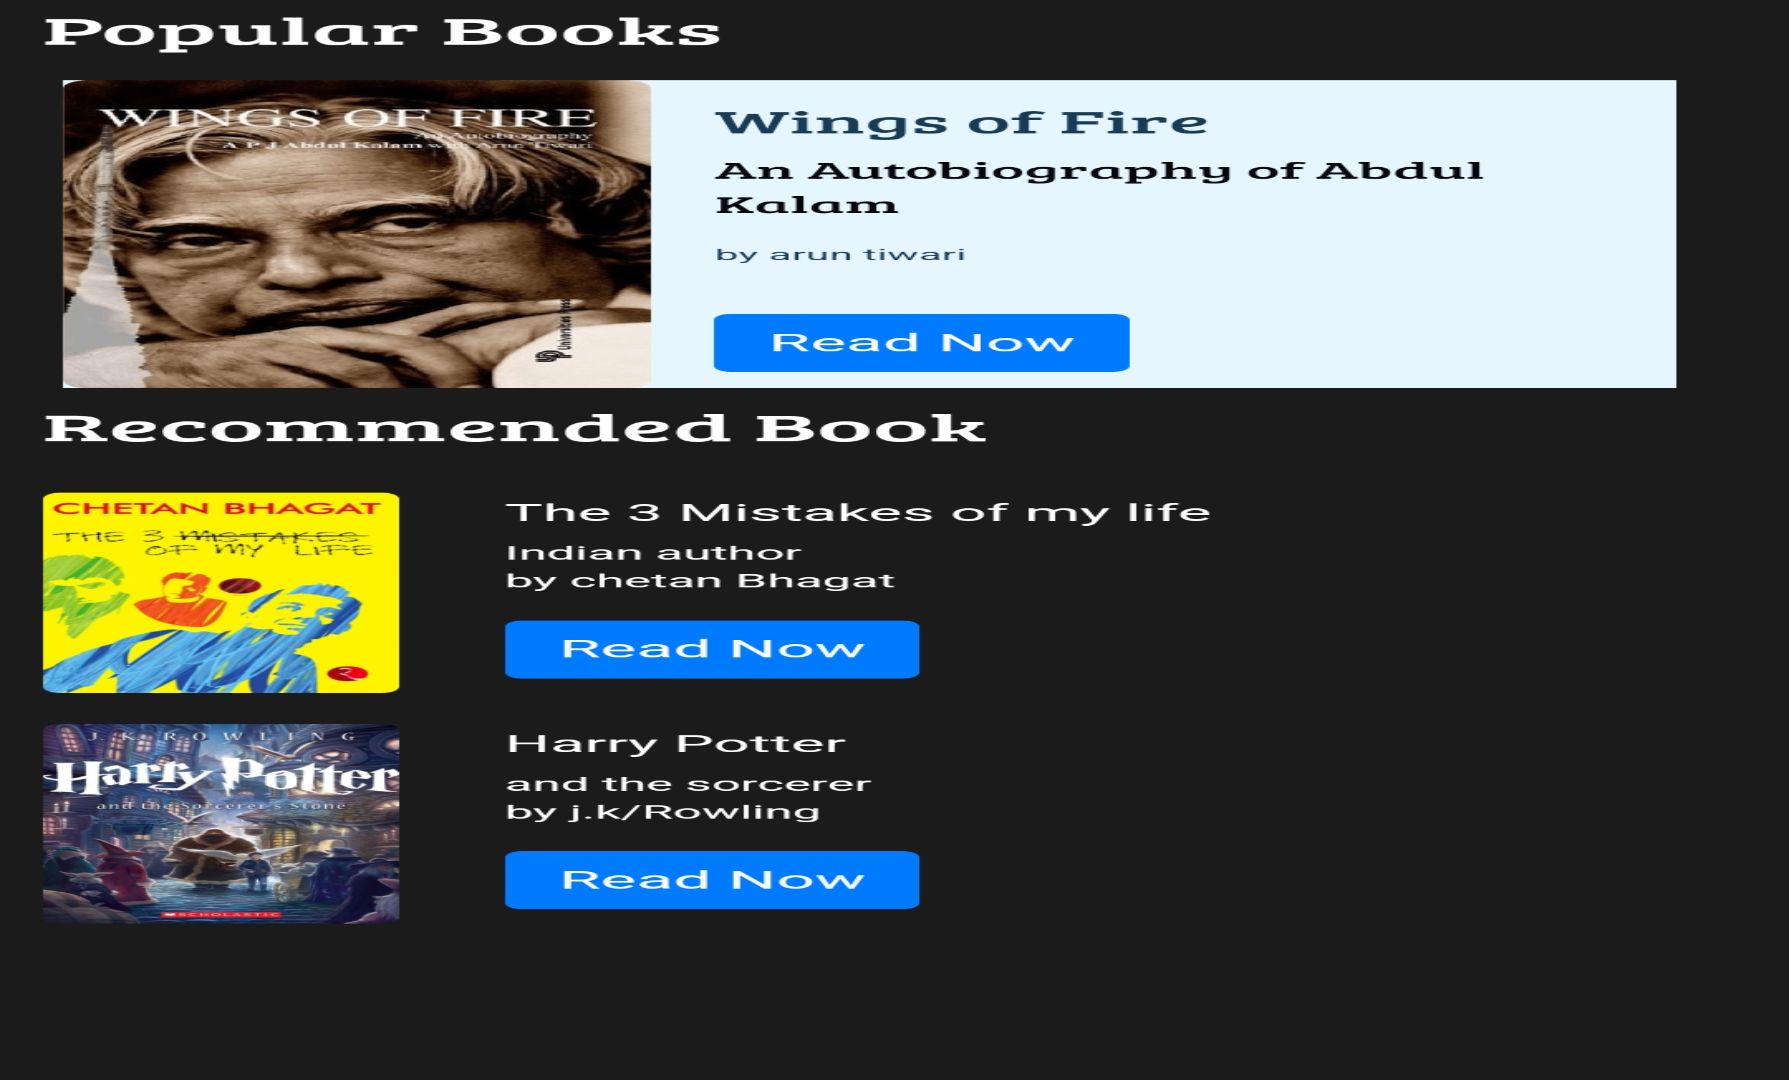 Popular Books
WINGS OF FIRE
An Autobiography
A P J Abdul Kalam with Arun Tiwari
Universities Press
Wings of Fire
An Autobiography of Abdul
Kalam
by arun tiwari
Read Now
Recommended Book
CHETAN BHAGAT
THE 3 MISTAKES
OF MY LIFE
The 3 Mistakes of my life
Indian author
by chetan Bhagat
Read Now
J. K. ROWLING
Harry Potter
and the Sorcerer's Stone
SCHOLASTIC
Harry Potter
and the sorcerer
by j.k/Rowling
Read Now